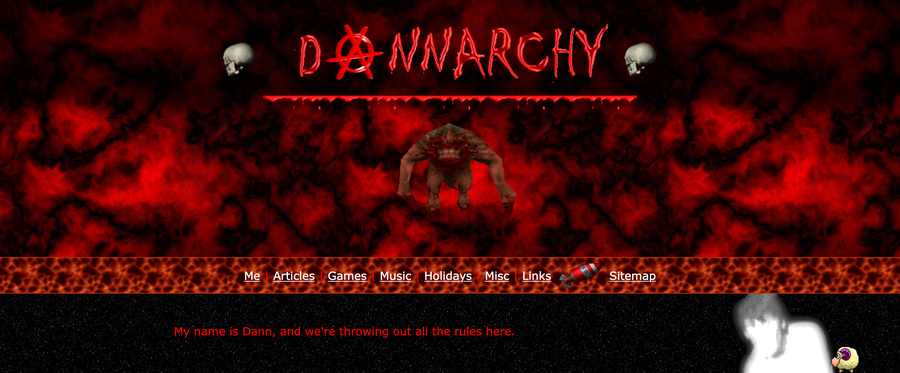 DANNARCHY
Me | Articles | Games | Music | Holidays | Misc | Links | Sitemap
My name is Dann, and we're throwing out all the rules here.